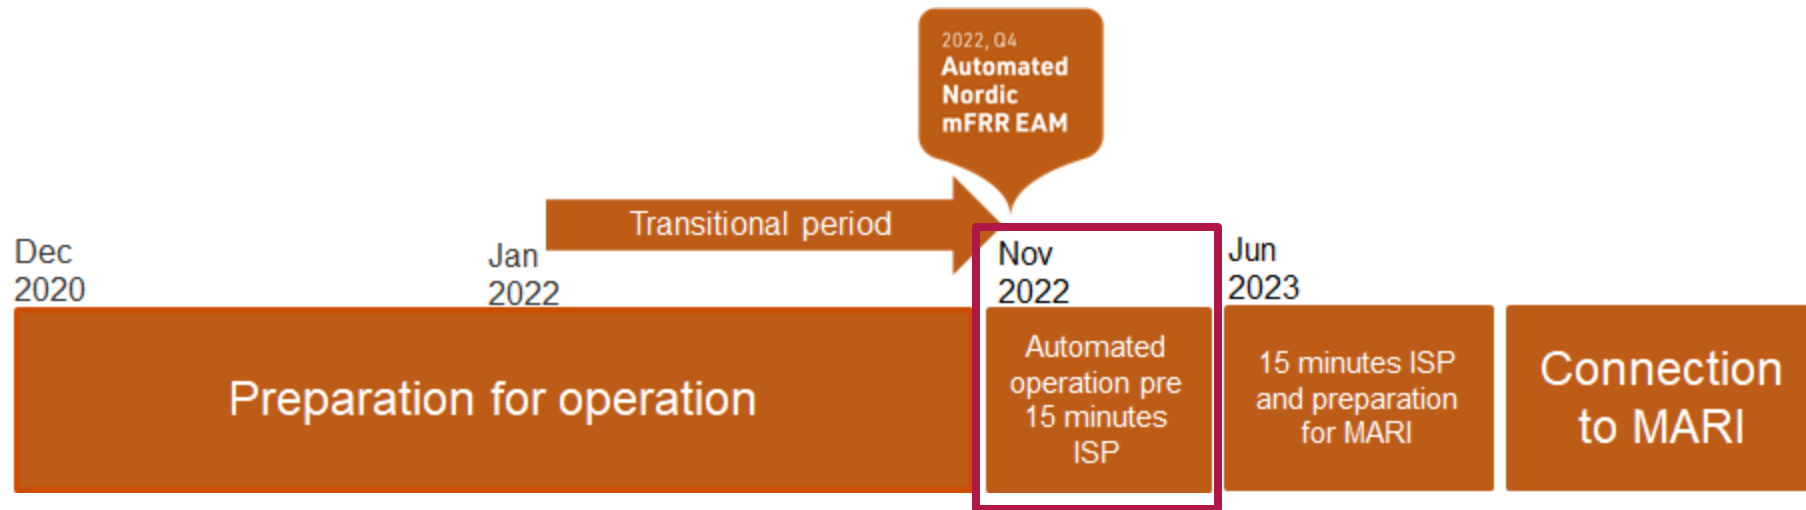 2022, Q4
Automated
Nordic
mFRR EAM
Transitional period
Dec
2020
Jan
2022
Nov
2022
Jun
2023
Preparation for operation
Automated
operation pre
15 minutes
ISP
15 minutes ISP
and preparation
for MARI
Connection
to MARI